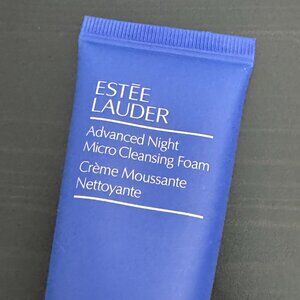 ESTĒE
LAUDER
Advanced Night
Micro Cleansing Foam
Crème Moussante
Nettoyante